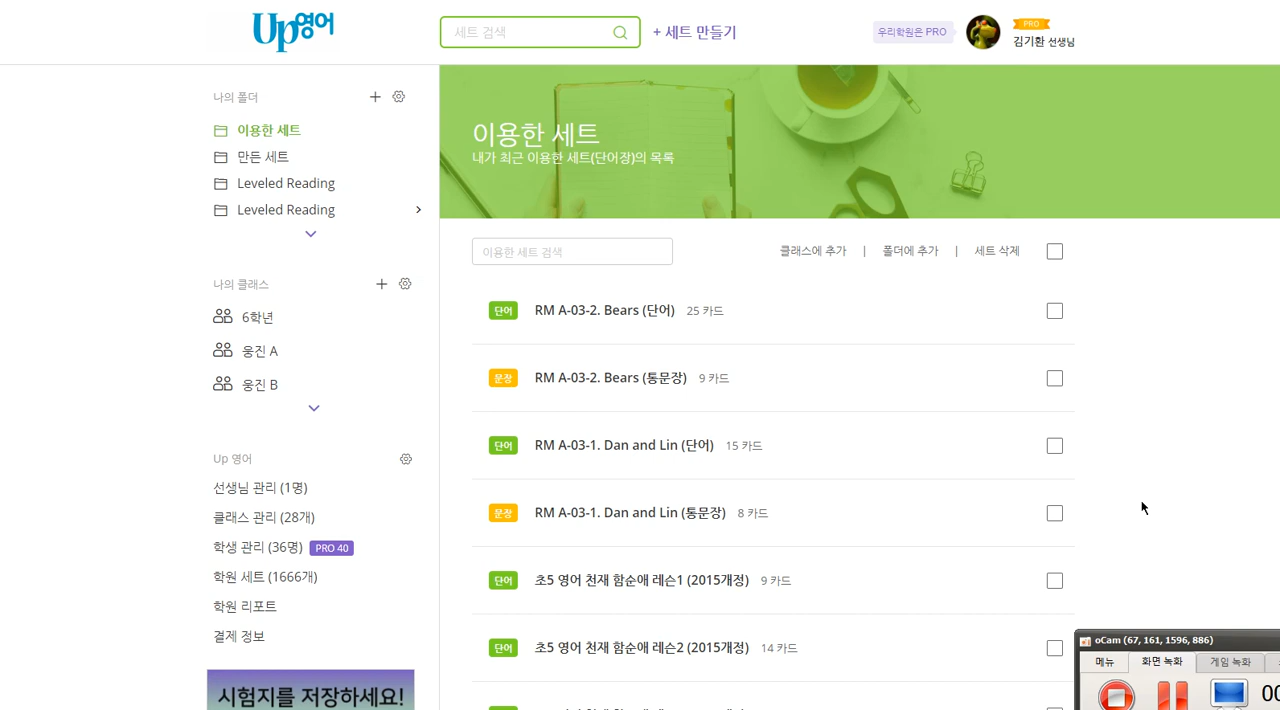 Up영어
세트 검색
+ 세트 만들기
우리학원은 PRO
PRO
김기환 선생님
나의 폴더
이용한 세트
만든 세트
Leveled Reading
Leveled Reading
나의 클래스
6학년
웅진 A
웅진 B
Up 영어
선생님 관리 (1명)
클래스 관리 (28개)
학생 관리 (36명) PRO 40
학원 세트 (1666개)
학원 리포트
결제 정보
시험지를 저장하세요!
이용한 세트
내가 최근 이용한 세트(단어장)의 목록
이용한 세트 검색
클래스에 추가 | 폴더에 추가 | 세트 삭제
단어 RM A-03-2. Bears (단어) 25 카드
문장 RM A-03-2. Bears (통문장) 9 카드
단어 RM A-03-1. Dan and Lin (단어) 15 카드
문장 RM A-03-1. Dan and Lin (통문장) 8 카드
단어 초5 영어 천재 함순애 레슨1 (2015개정) 9 카드
단어 초5 영어 천재 함순애 레슨2 (2015개정) 14 카드
oCam (67, 161, 1596, 886)
메뉴 화면 녹화 게임 녹화